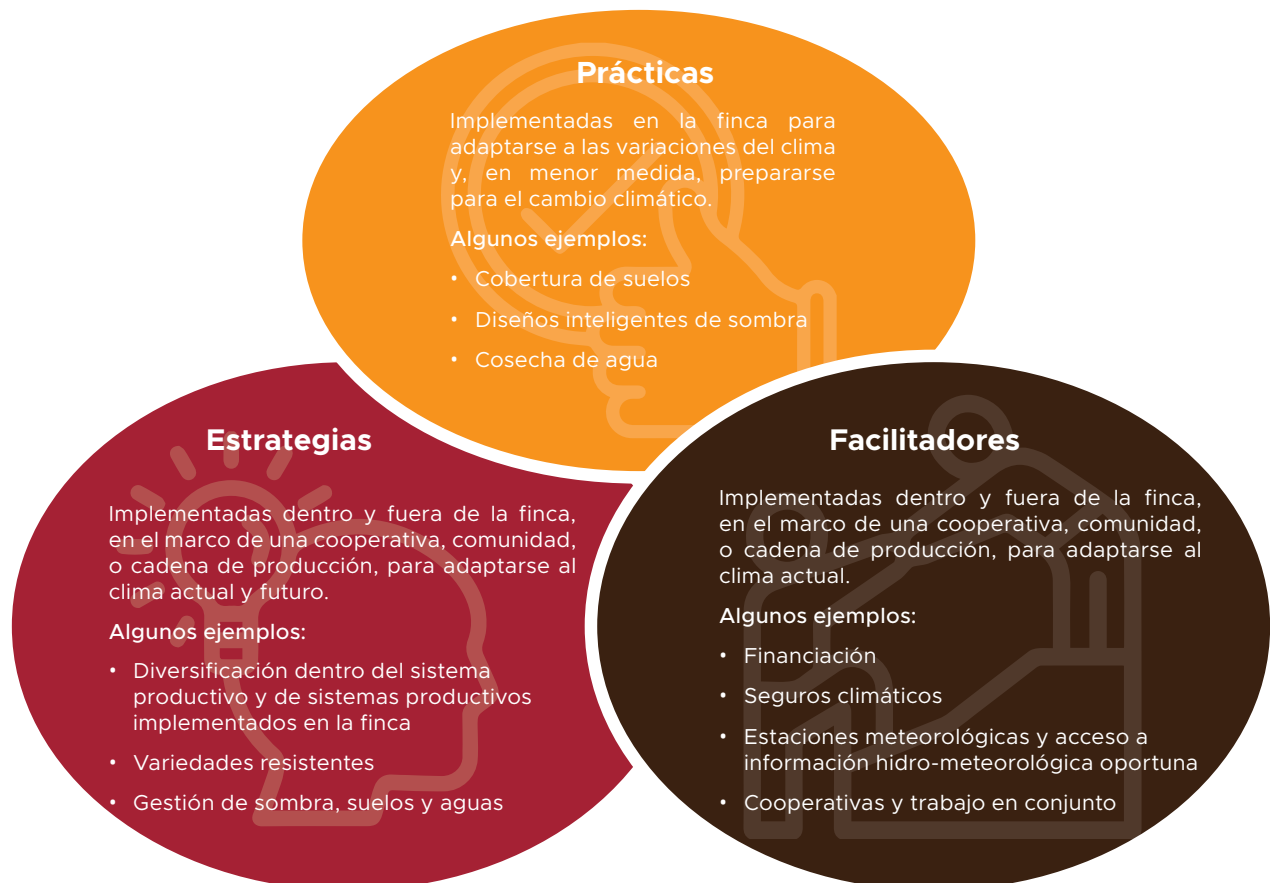 Prácticas
Implementadas en la finca para
adaptarse a las variaciones del clima
y, en menor medida, prepararse
para el cambio climático.
Algunos ejemplos:
• Cobertura de suelos
• Diseños inteligentes de sombra
• Cosecha de agua
Estrategias
Implementadas dentro y fuera de la finca,
en el marco de una cooperativa, comunidad,
o cadena de producción, para adaptarse al
clima actual y futuro.
Algunos ejemplos:
• Diversificación dentro del sistema
productivo y de sistemas productivos
implementados en la finca
• Variedades resistentes
• Gestión de sombra, suelos y aguas
Facilitadores
Implementadas dentro y fuera de la finca,
en el marco de una cooperativa, comunidad,
o cadena de producción, para adaptarse al
clima actual.
Algunos ejemplos:
• Financiación
• Seguros climáticos
• Estaciones meteorológicas y acceso a
información hidro-meteorológica oportuna
• Cooperativas y trabajo en conjunto